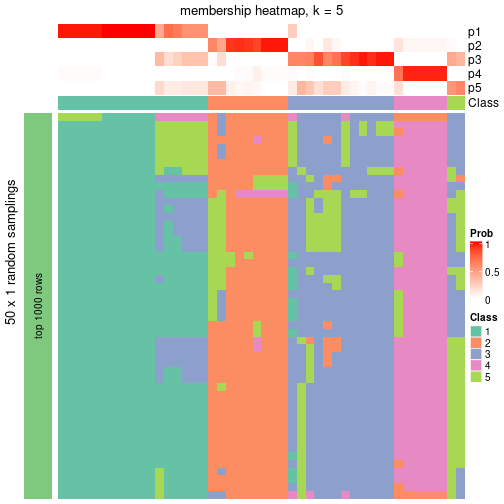 membership heatmap, k = 5
p1
p2
p3
p4
p5
Class
50 x 1 random samplings
top 1000 rows
Prob
1
0.5
0
Class
1
2
3
4
5